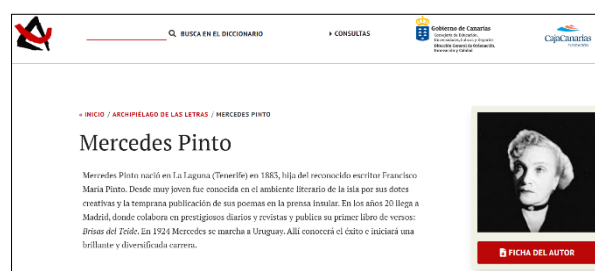 BUSCA EN EL DICCIONARIO
CONSULTAS
Gobierno de Canarias
CajaCanarias
FUNDACIÓN
« INICIO / ARCHIPIÉLAGO DE LAS LETRAS / MERCEDES PINTO
Mercedes Pinto
Mercedes Pinto nació en La Laguna (Tenerife) en 1883, hija del reconocido escritor Francisco
María Pinto. Desde muy joven fue conocida en el ambiente literario de la isla por sus dotes
creativas y la temprana publicación de sus poemas en la prensa insular. En los años 20 llega a
Madrid, donde colabora en prestigiosos diarios y revistas y publica su primer libro de versos:
Brisas del Teide. En 1924 Mercedes se marcha a Uruguay. Allí conocerá el éxito e iniciará una
brillante y diversificada carrera.
FICHA DEL AUTOR